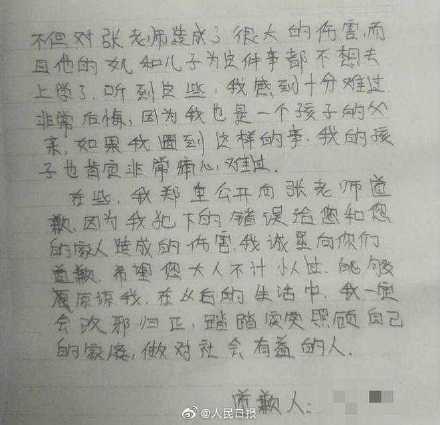 不但对张老师造成了很大的伤害，而
且他的女儿和儿子为这件事都不想去
上学了，听到这些，我感到十分难过，
非常后悔，因为我也是一个孩子的父
亲，如果我遇到这样的事，我的孩
子也肯定非常痛心，难过。
在些，我郑重公开向张老师道
歉，因为我犯下的错误给您和您
的家人造成的伤害，我诚垦向你们
道歉，希望您大人不计小过，能够
原谅我，在以后的生活中，我一定
会改邪归正，踏踏实实照顾自己
的家庭，做对社会有益的人。
道歉人：
@人民日报